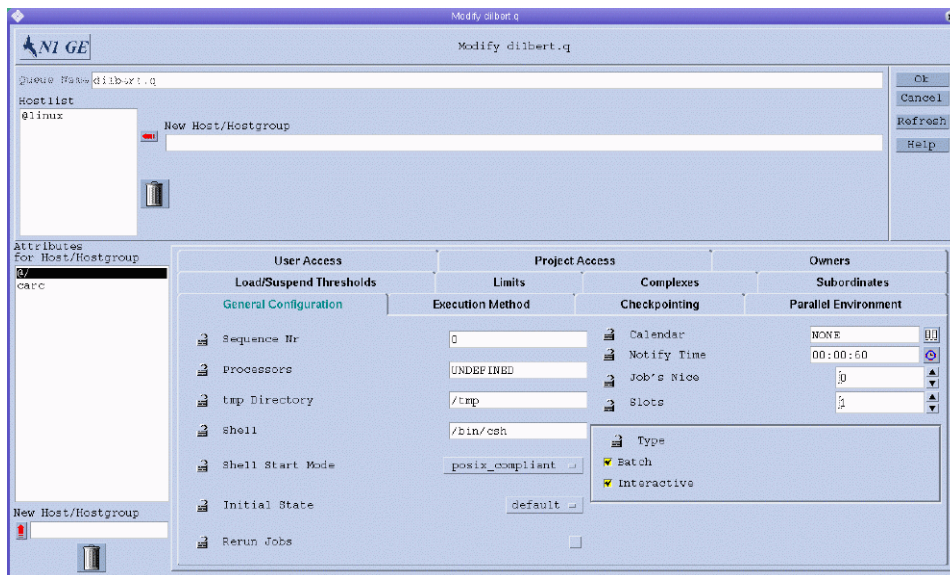 Modify dilbert.q
N1 GE
Modify dilbert.q
Queue Name dilbert.q
Ok
Hostlist
Cancel
@linux
Refresh
New Host/Hostgroup
Help
Attributes
for Host/Hostgroup
@/
carc
User Access Project Access Owners
Load/Suspend Thresholds Limits Complexes Subordinates
General Configuration Execution Method Checkpointing Parallel Environment
Sequence Nr 0 Calendar NONE
Notify Time 00:00:60
Processors UNDEFINED Job's Nice 0
tmp Directory /tmp Slots 1
Shell /bin/csh
Type
Shell Start Mode posix_compliant Batch
Interactive
Initial State default
New Host/Hostgroup
Rerun Jobs